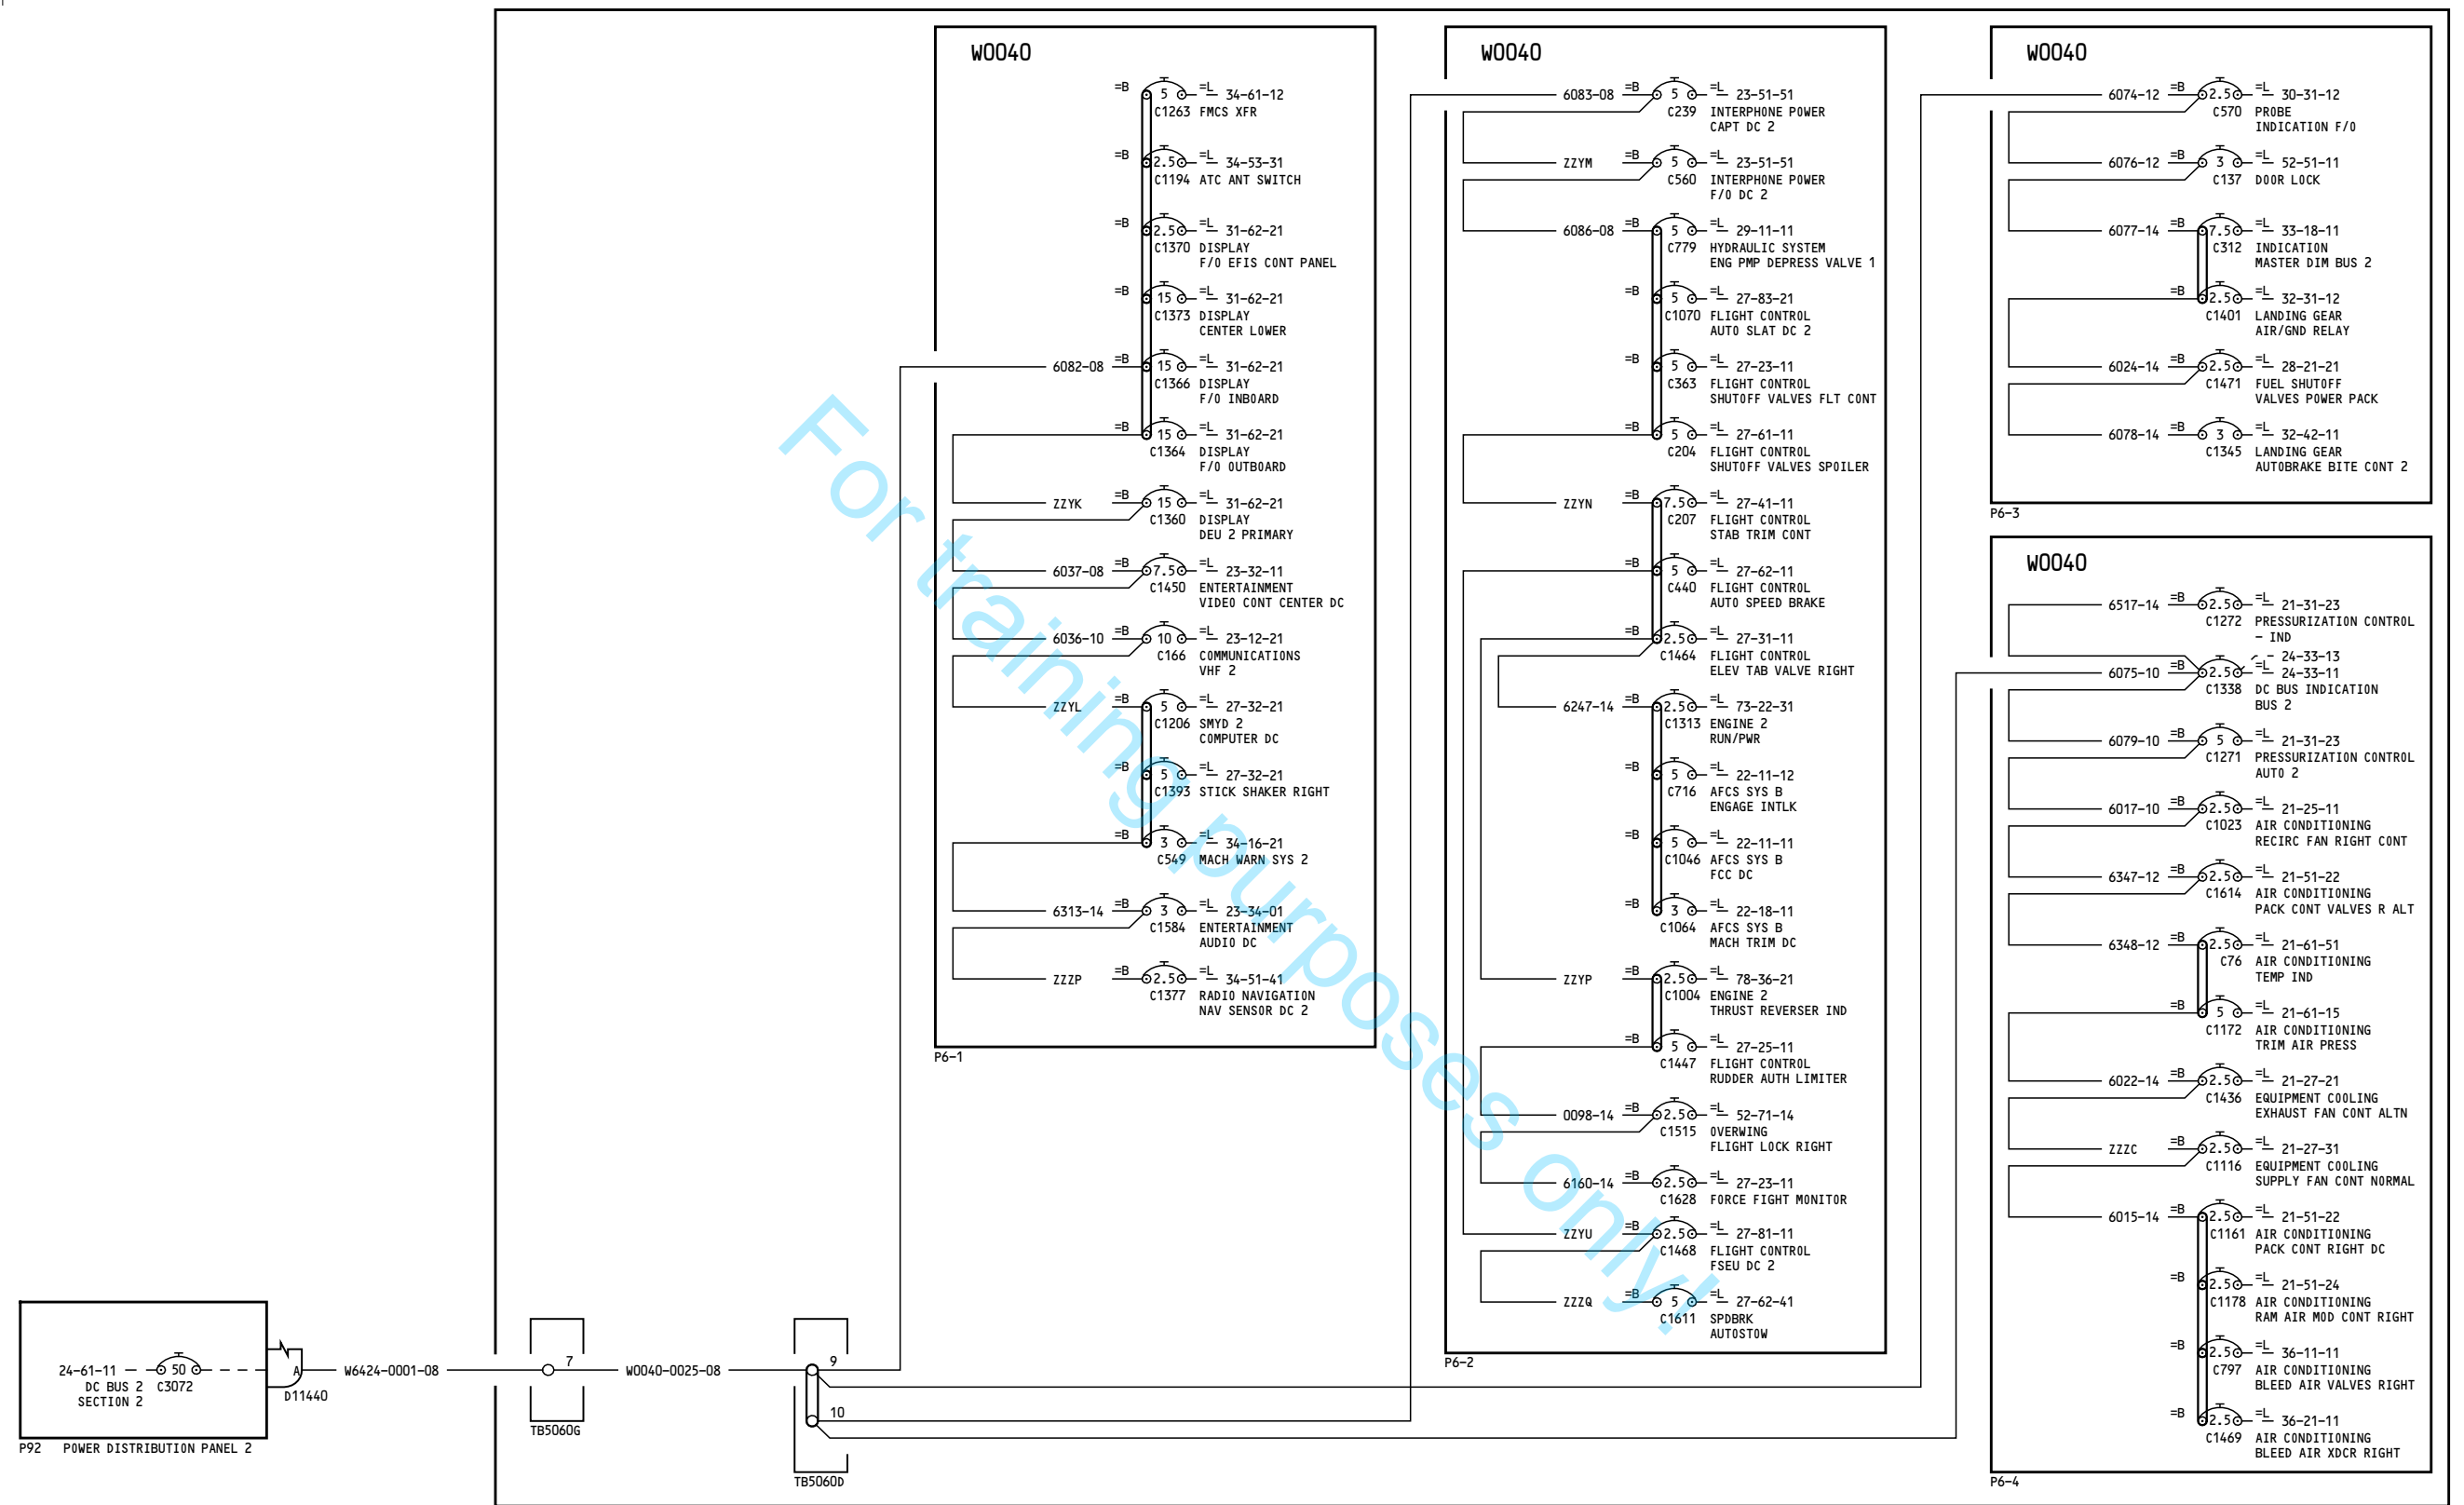 W0040
=B 5 =L 34-61-12
C1263 FMCS XFR
=B 2.5 =L 34-53-31
C1194 ATC ANT SWITCH
=B 2.5 =L 31-62-21
C1370 DISPLAY
F/O EFIS CONT PANEL
=B 15 =L 31-62-21
C1373 DISPLAY
CENTER LOWER
6082-08 =B 15 =L 31-62-21
C1366 DISPLAY
F/O INBOARD
=B 15 =L 31-62-21
C1364 DISPLAY
F/O OUTBOARD
ZZYK =B 15 =L 31-62-21
C1360 DISPLAY
DEU 2 PRIMARY
6037-08 =B 7.5 =L 23-32-11
C1450 ENTERTAINMENT
VIDEO CONT CENTER DC
6036-10 =B 10 =L 23-12-21
C166 COMMUNICATIONS
VHF 2
ZZYL =B 5 =L 27-32-21
C1206 SMYD 2
COMPUTER DC
=B 5 =L 27-32-21
C1393 STICK SHAKER RIGHT
=B 3 =L 34-16-21
C549 MACH WARN SYS 2
6313-14 =B 3 =L 23-34-01
C1584 ENTERTAINMENT
AUDIO DC
ZZZP =B 2.5 =L 34-51-41
C1377 RADIO NAVIGATION
NAV SENSOR DC 2
P6-1
W0040
6083-08 =B 5 =L 23-51-51
C239 INTERPHONE POWER
CAPT DC 2
ZZYM =B 5 =L 23-51-51
C560 INTERPHONE POWER
F/O DC 2
6086-08 =B 5 =L 29-11-11
C779 HYDRAULIC SYSTEM
ENG PMP DEPRESS VALVE 1
=B 5 =L 27-83-21
C1070 FLIGHT CONTROL
AUTO SLAT DC 2
=B 5 =L 27-23-11
C363 FLIGHT CONTROL
SHUTOFF VALVES FLT CONT
=B 5 =L 27-61-11
C204 FLIGHT CONTROL
SHUTOFF VALVES SPOILER
ZZYN =B 7.5 =L 27-41-11
C207 FLIGHT CONTROL
STAB TRIM CONT
=B 5 =L 27-62-11
C440 FLIGHT CONTROL
AUTO SPEED BRAKE
=B 2.5 =L 27-31-11
C1464 FLIGHT CONTROL
ELEV TAB VALVE RIGHT
6247-14 =B 2.5 =L 73-22-31
C1313 ENGINE 2
RUN/PWR
=B 5 =L 22-11-12
C716 AFCS SYS B
ENGAGE INTLK
=B 5 =L 22-11-11
C1046 AFCS SYS B
FCC DC
=B 3 =L 22-18-11
C1064 AFCS SYS B
MACH TRIM DC
ZZYP =B 2.5 =L 78-36-21
C1004 ENGINE 2
THRUST REVERSER IND
=B 5 =L 27-25-11
C1447 FLIGHT CONTROL
RUDDER AUTH LIMITER
0098-14 =B 2.5 =L 52-71-14
C1515 OVERWING
FLIGHT LOCK RIGHT
6160-14 =B 2.5 =L 27-23-11
C1628 FORCE FIGHT MONITOR
ZZYU =B 2.5 =L 27-81-11
C1468 FLIGHT CONTROL
FSEU DC 2
ZZZQ =B 5 =L 27-62-41
C1611 SPDBRK
AUTOSTOW
P6-2
W0040
6074-12 =B 2.5 =L 30-31-12
C570 PROBE
INDICATION F/O
6076-12 =B 3 =L 52-51-11
C137 DOOR LOCK
6077-14 =B 7.5 =L 33-18-11
C312 INDICATION
MASTER DIM BUS 2
=B 2.5 =L 32-31-12
C1401 LANDING GEAR
AIR/GND RELAY
6024-14 =B 2.5 =L 28-21-21
C1471 FUEL SHUTOFF
VALVES POWER PACK
6078-14 =B 3 =L 32-42-11
C1345 LANDING GEAR
AUTOBRAKE BITE CONT 2
P6-3
W0040
6517-14 =B 2.5 =L 21-31-23
C1272 PRESSURIZATION CONTROL
- IND
24-33-13
6075-10 =B 2.5 =L 24-33-11
C1338 DC BUS INDICATION
BUS 2
6079-10 =B 5 =L 21-31-23
C1271 PRESSURIZATION CONTROL
AUTO 2
6017-10 =B 2.5 =L 21-25-11
C1023 AIR CONDITIONING
RECIRC FAN RIGHT CONT
6347-12 =B 2.5 =L 21-51-22
C1614 AIR CONDITIONING
PACK CONT VALVES R ALT
6348-12 =B 2.5 =L 21-61-51
C76 AIR CONDITIONING
TEMP IND
=B 5 =L 21-61-15
C1172 AIR CONDITIONING
TRIM AIR PRESS
6022-14 =B 2.5 =L 21-27-21
C1436 EQUIPMENT COOLING
EXHAUST FAN CONT ALTN
ZZZC =B 2.5 =L 21-27-31
C1116 EQUIPMENT COOLING
SUPPLY FAN CONT NORMAL
6015-14 =B 2.5 =L 21-51-22
C1161 AIR CONDITIONING
PACK CONT RIGHT DC
=B 2.5 =L 21-51-24
C1178 AIR CONDITIONING
RAM AIR MOD CONT RIGHT
=B 2.5 =L 36-11-11
C797 AIR CONDITIONING
BLEED AIR VALVES RIGHT
=B 2.5 =L 36-21-11
C1469 AIR CONDITIONING
BLEED AIR XDCR RIGHT
P6-4
24-61-11 50 A W6424-0001-08 7 W0040-0025-08 9
DC BUS 2 C3072
SECTION 2
D11440
10
P92 POWER DISTRIBUTION PANEL 2
TB5060G
TB5060D
For training purposes only!